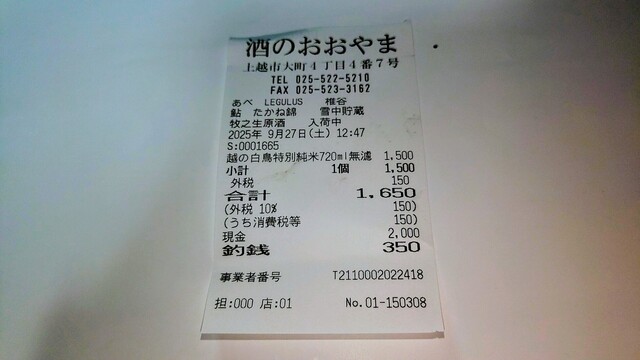 酒のおおやま
上越市大町4丁目4番7号
TEL 025-522-5210
FAX 025-523-3162
あべ LEGULUS 椎谷
鮎 たかね錦 雪中貯蔵
牧之生原酒 入荷中
2025年 9月27日(土) 12:47
S:0001665
越の白鳥特別純米720ml無濾 1,500
小計 1個 1,500
外税 150
合計 1,650
(外税 10% 150)
(うち消費税等 150)
現金 2,000
釣銭 350
事業者番号 T2110002022418
担:000 店:01 No.01-150308